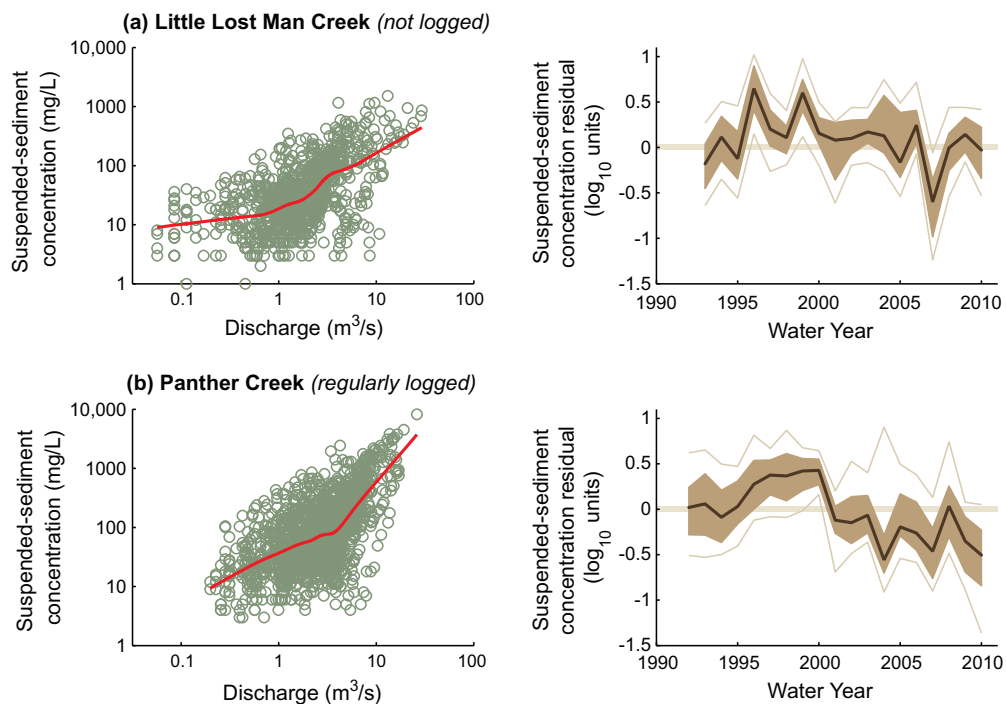 (a) Little Lost Man Creek (not logged)
Suspended-sediment
concentration (mg/L)
10,000
1000
100
10
1
0.1
1
10
100
Discharge (m³/s)
Suspended-sediment
concentration residual
(log₁₀ units)
1
0.5
0
-0.5
-1
-1.5
1990
1995
2000
2005
2010
Water Year
(b) Panther Creek (regularly logged)
Suspended-sediment
concentration (mg/L)
10,000
1000
100
10
1
0.1
1
10
100
Discharge (m³/s)
Suspended-sediment
concentration residual
(log₁₀ units)
1
0.5
0
-0.5
-1
-1.5
1990
1995
2000
2005
2010
Water Year